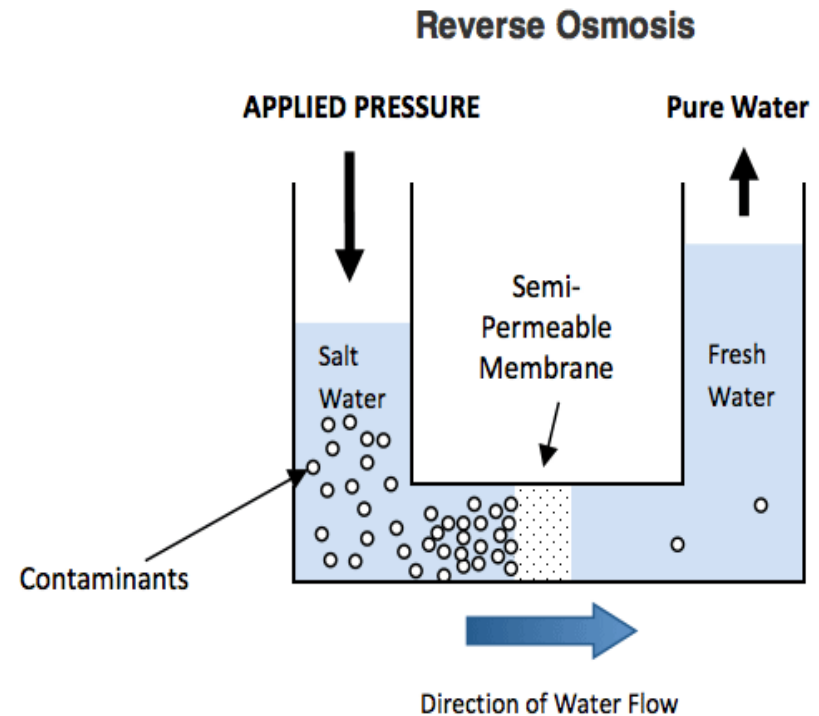 Reverse Osmosis
APPLIED PRESSURE
Pure Water
Semi-
Permeable
Membrane
Salt
Water
Fresh
Water
Contaminants
Direction of Water Flow